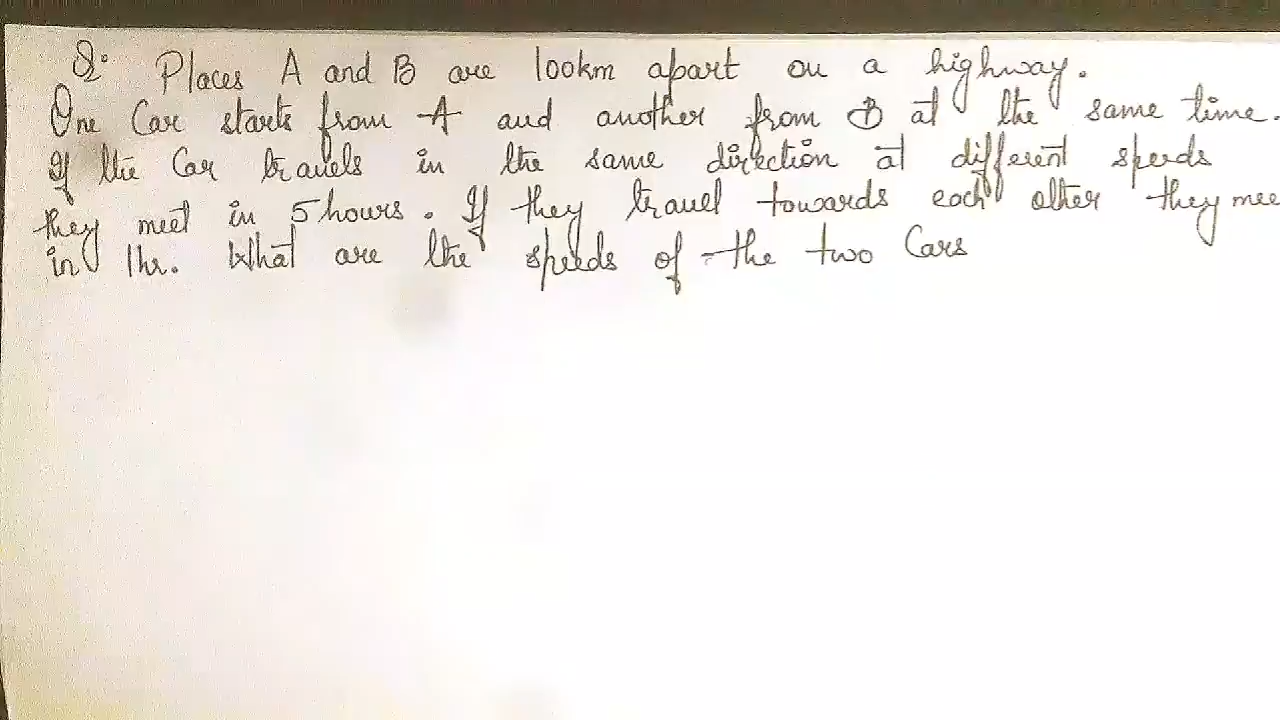 Q: Places A and B are 100km apart on a highway.
One Car starts from A and another from B at the same time.
If the Car travels in the same direction at different speeds
they meet in 5 hours. If they travel towards each other they mee
in 1hr. What are the speeds of the two Cars